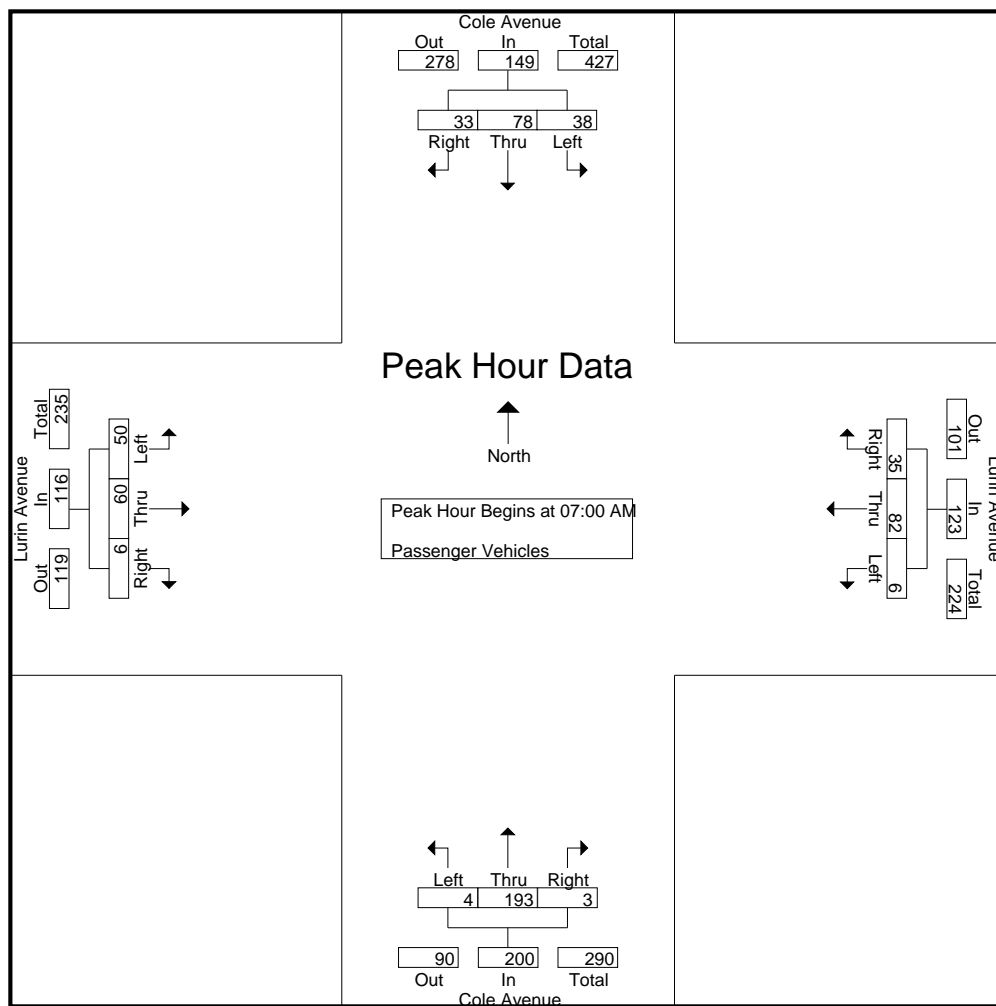 Cole Avenue
Out In Total
278 149 427
33 78 38
Right Thru Left
Peak Hour Data
North
Peak Hour Begins at 07:00 AM
Passenger Vehicles
Lurin Avenue
Out In Total
119 116 235
Left Thru Right
50 60 6
Lurin Avenue
Out In Total
101 123 224
Right Thru Left
35 82 6
Left Thru Right
4 193 3
90 200 290
Out In Total
Cole Avenue